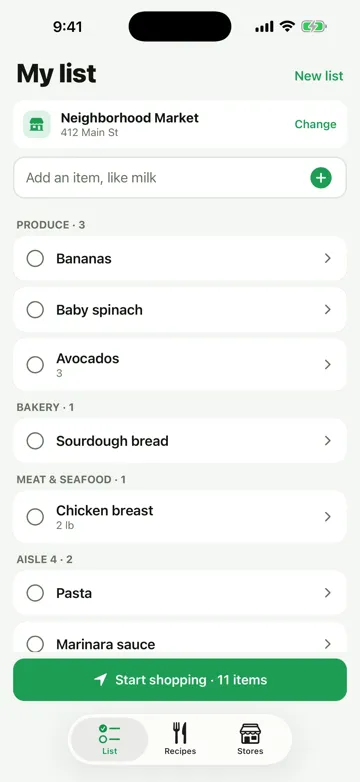 9:41
My list
New list
Neighborhood Market
412 Main St
Change
Add an item, like milk
PRODUCE · 3
Bananas
Baby spinach
Avocados
3
BAKERY · 1
Sourdough bread
MEAT & SEAFOOD · 1
Chicken breast
2 lb
AISLE 4 · 2
Pasta
Marinara sauce
Start shopping · 11 items
List
Recipes
Stores